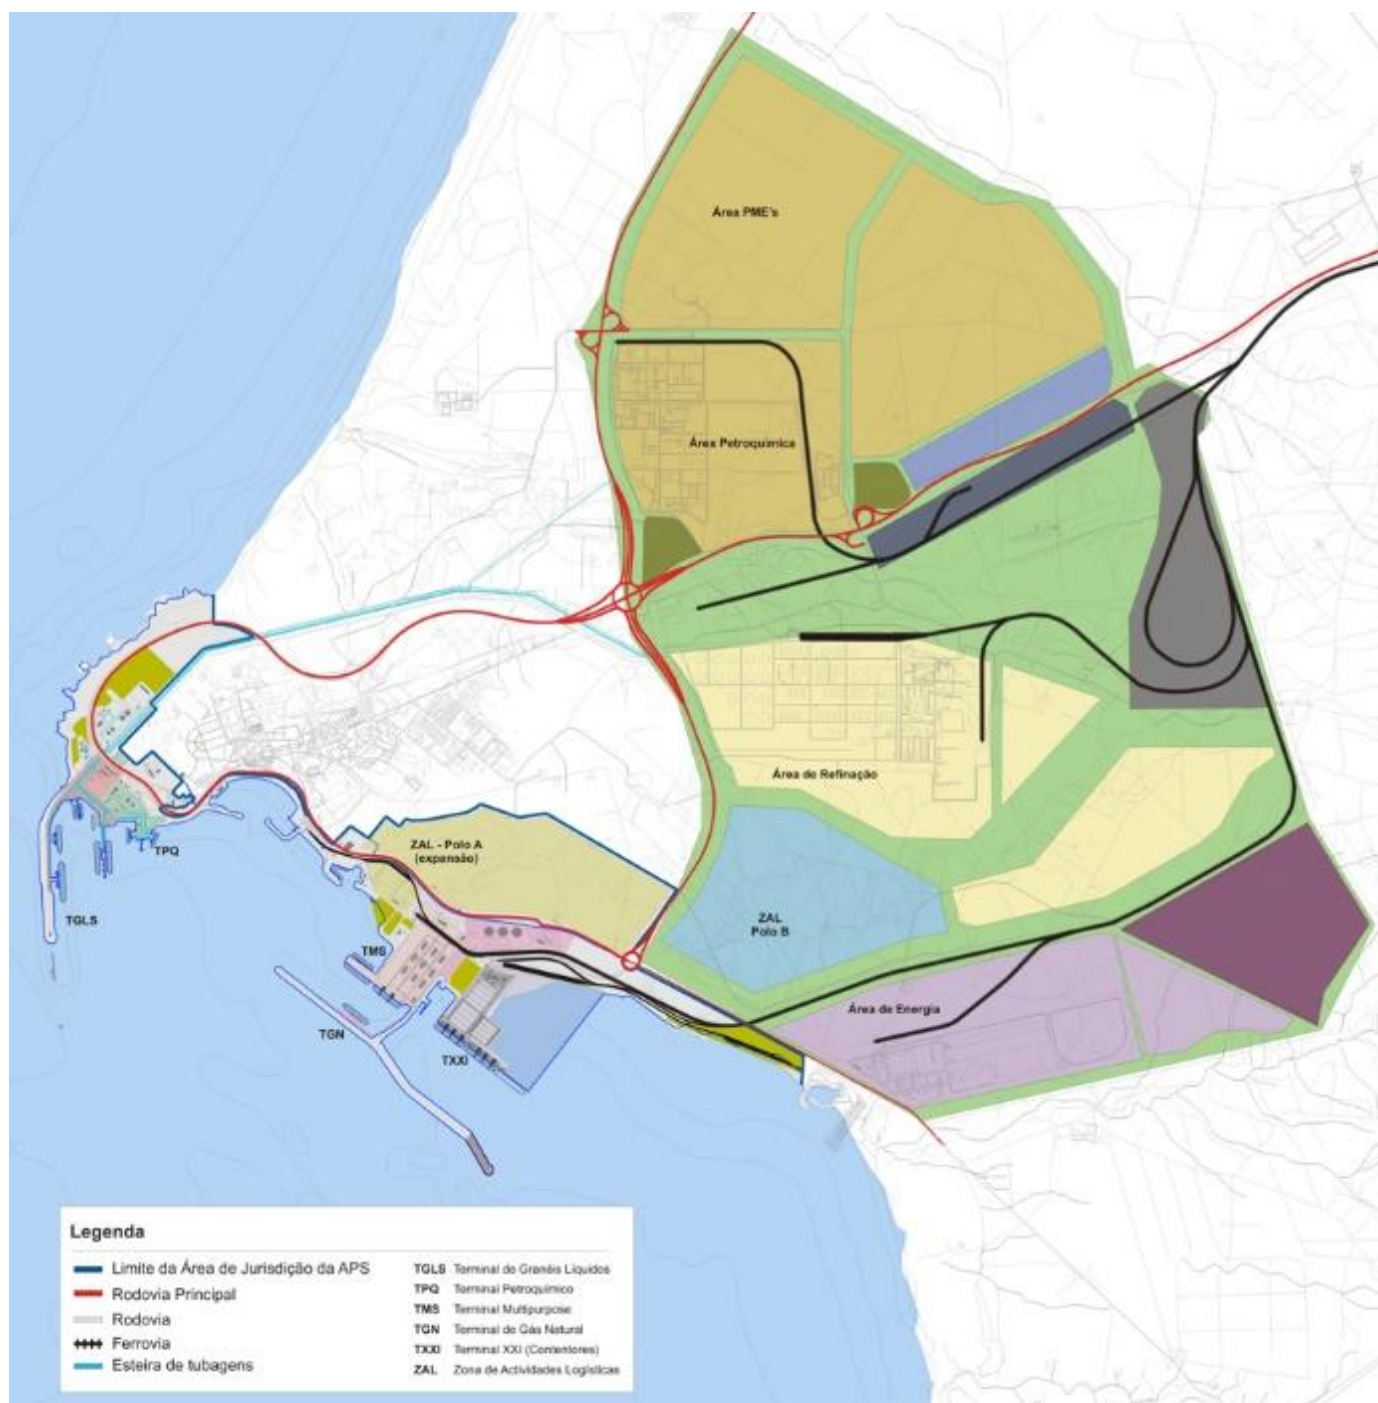 Área PME's
Área Petroquímica
Área de Refinação
ZAL - Polo A
(expansão)
TPQ
ZAL
Polo B
TGLS
TMS
Área de Energia
TGN
TXXI
Legenda
Limite da Área de Jurisdição da APS
Rodovia Principal
Rodovia
Ferrovia
Esteira de tubagens
TGLS Terminal de Granéis Líquidos
TPQ Terminal Petroquímico
TMS Terminal Multipurpose
TGN Terminal de Gás Natural
TXXI Terminal XXI (Contentores)
ZAL Zona de Actividades Logísticas